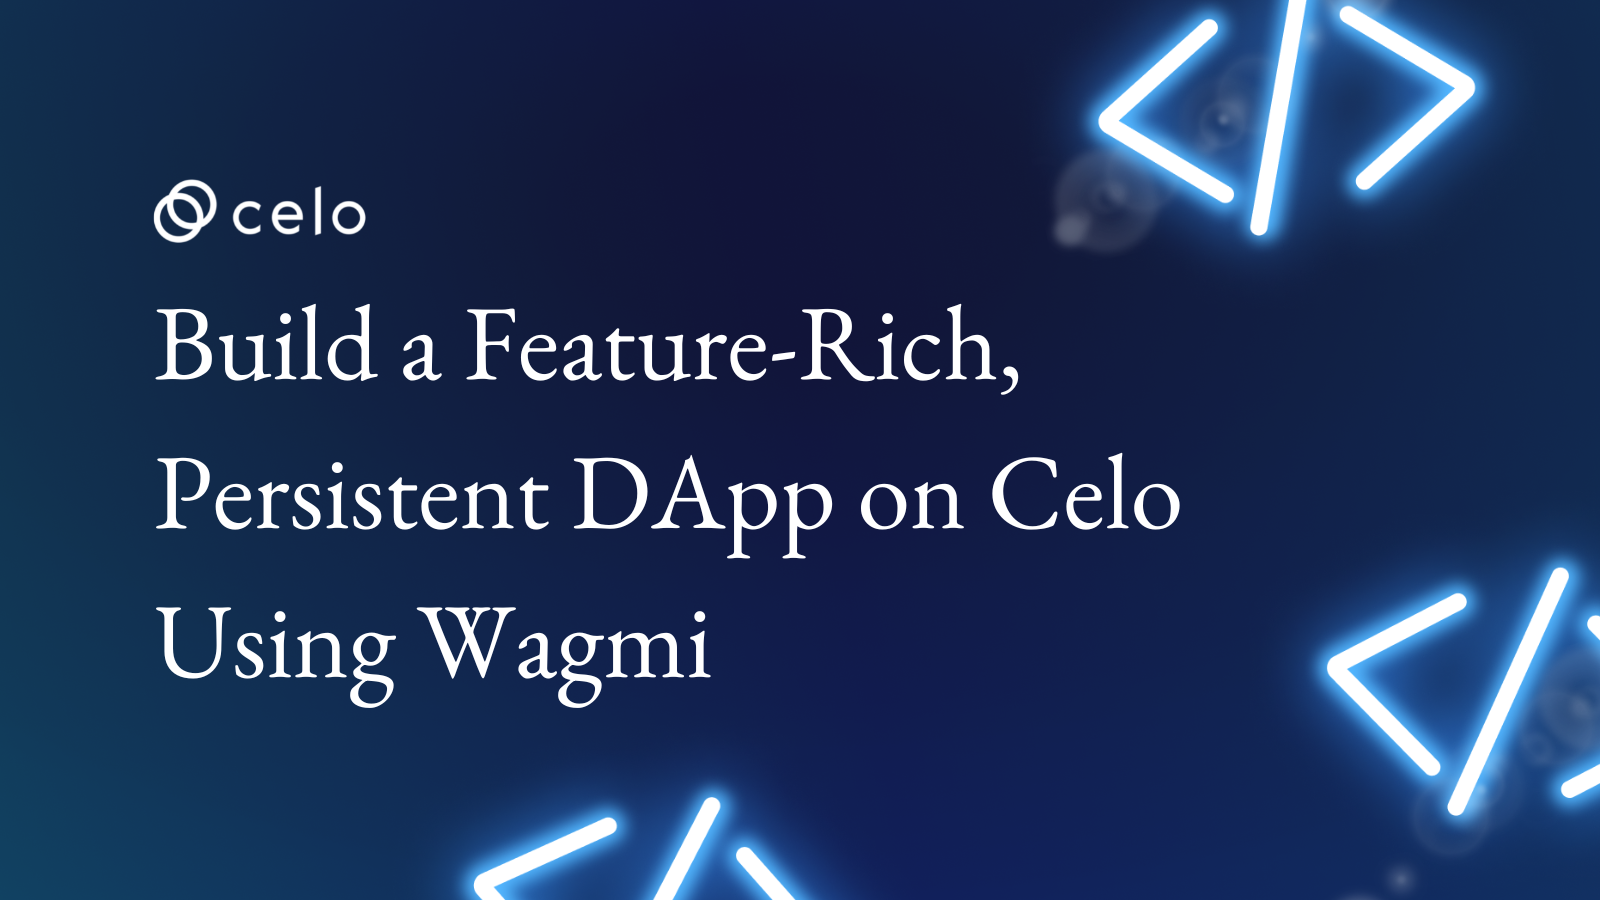 celo
Build a Feature-Rich,
Persistent DApp on Celo
Using Wagmi